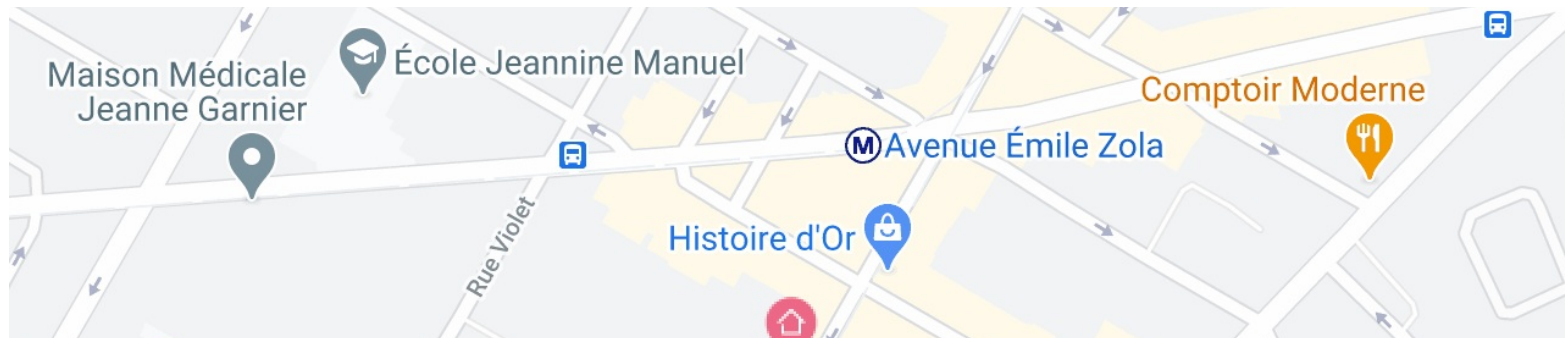 École Jeannine Manuel
Maison Médicale
Jeanne Garnier
Comptoir Moderne
M
Avenue Émile Zola
Rue Violet
Histoire d'Or